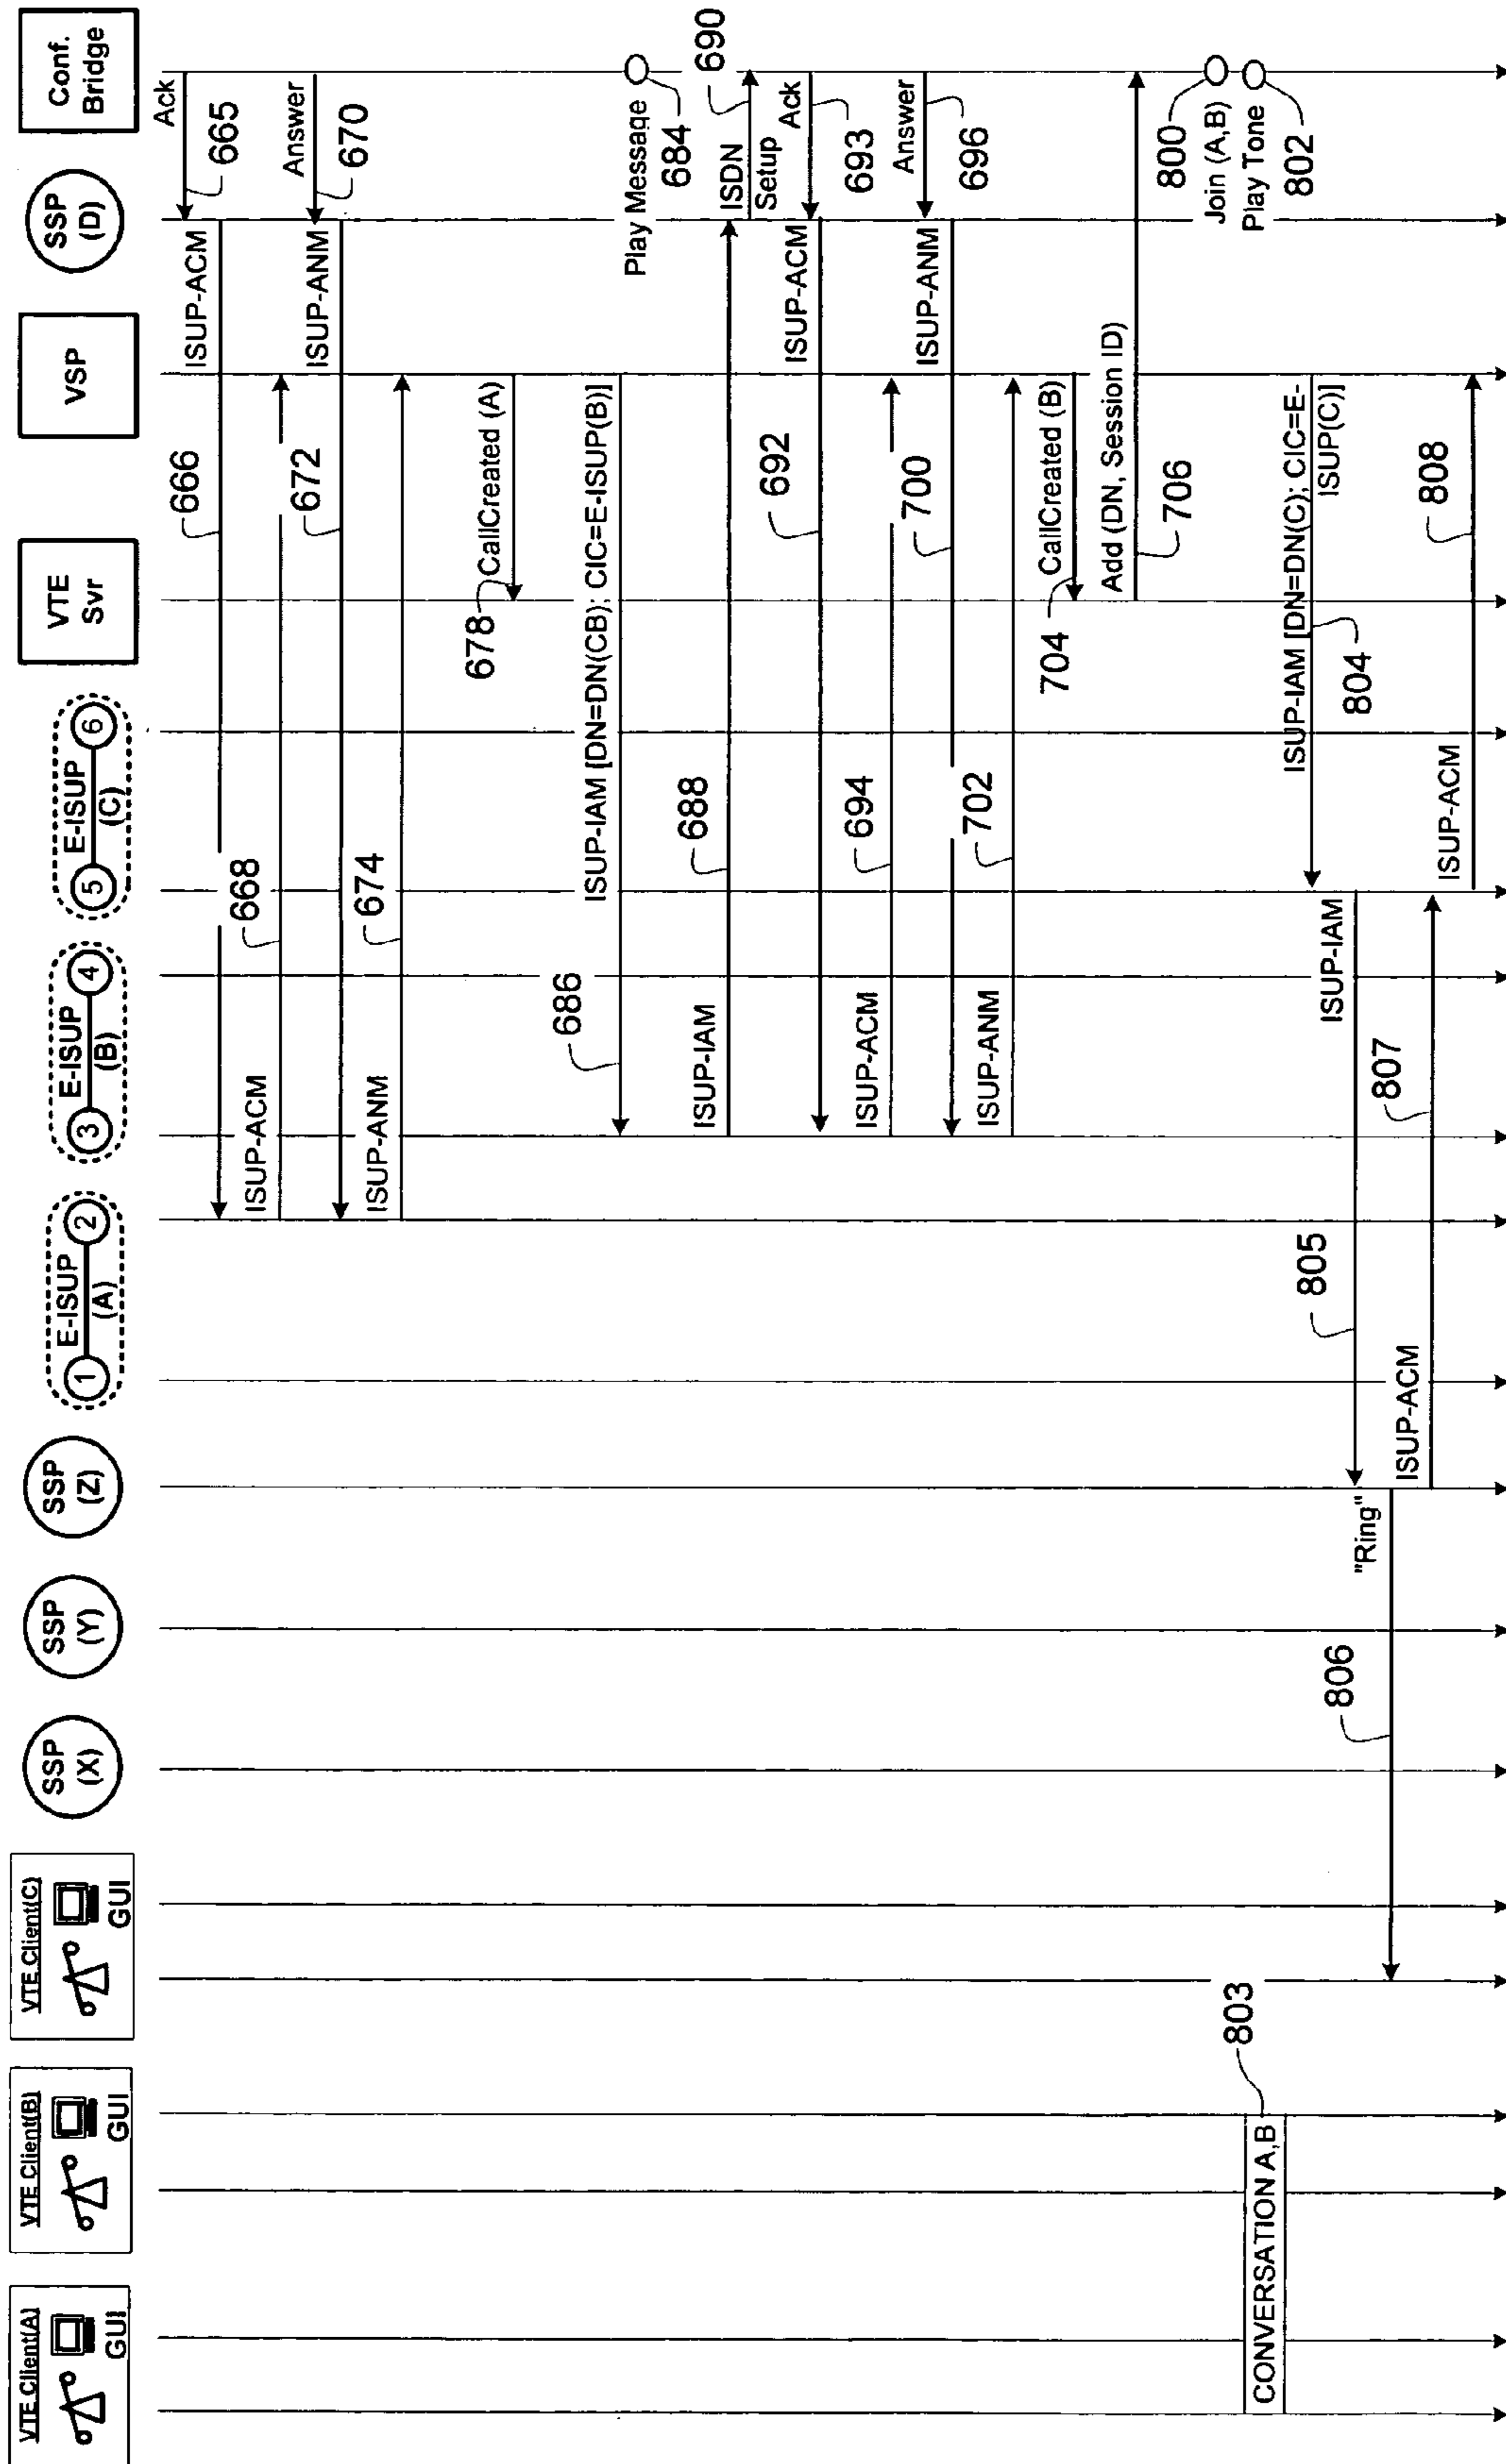 VTE Client(A)
GUI
VTE Client(B)
GUI
VTE Client(C)
GUI
SSP
(X)
SSP
(Y)
SSP
(Z)
1
E-ISUP
(A)
2
3
E-ISUP
(B)
4
5
E-ISUP
(C)
6
VTE
Svr
VSP
SSP
(D)
Conf.
Bridge
Ack
665
ISUP-ACM
666
ISUP-ACM
668
Answer
670
ISUP-ANM
672
ISUP-ANM
674
CallCreated (A)
678
ISUP-IAM [DN=DN(CB); CIC=E-ISUP(B)]
686
Play Message
684
ISUP-IAM
688
ISDN
Setup
690
Ack
693
ISUP-ACM
692
ISUP-ACM
694
Answer
696
ISUP-ANM
700
ISUP-ANM
702
CallCreated (B)
704
Add (DN, Session ID)
706
800
Join (A,B)
Play Tone
802
CONVERSATION A,B
803
ISUP-IAM [DN=DN(C); CIC=E-
ISUP(C)]
804
ISUP-IAM
805
"Ring"
806
ISUP-ACM
807
ISUP-ACM
808